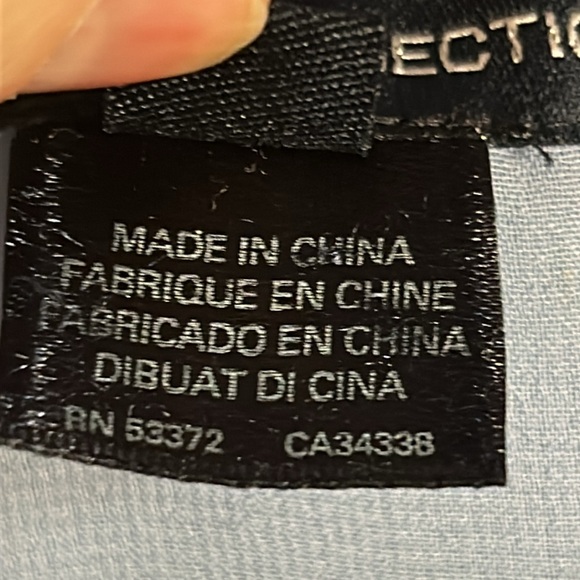 ECTIO
MADE IN CHINA
FABRIQUE EN CHINE
FABRICADO EN CHINA
DIBUAT DI CINA
RN 53372 CA34338